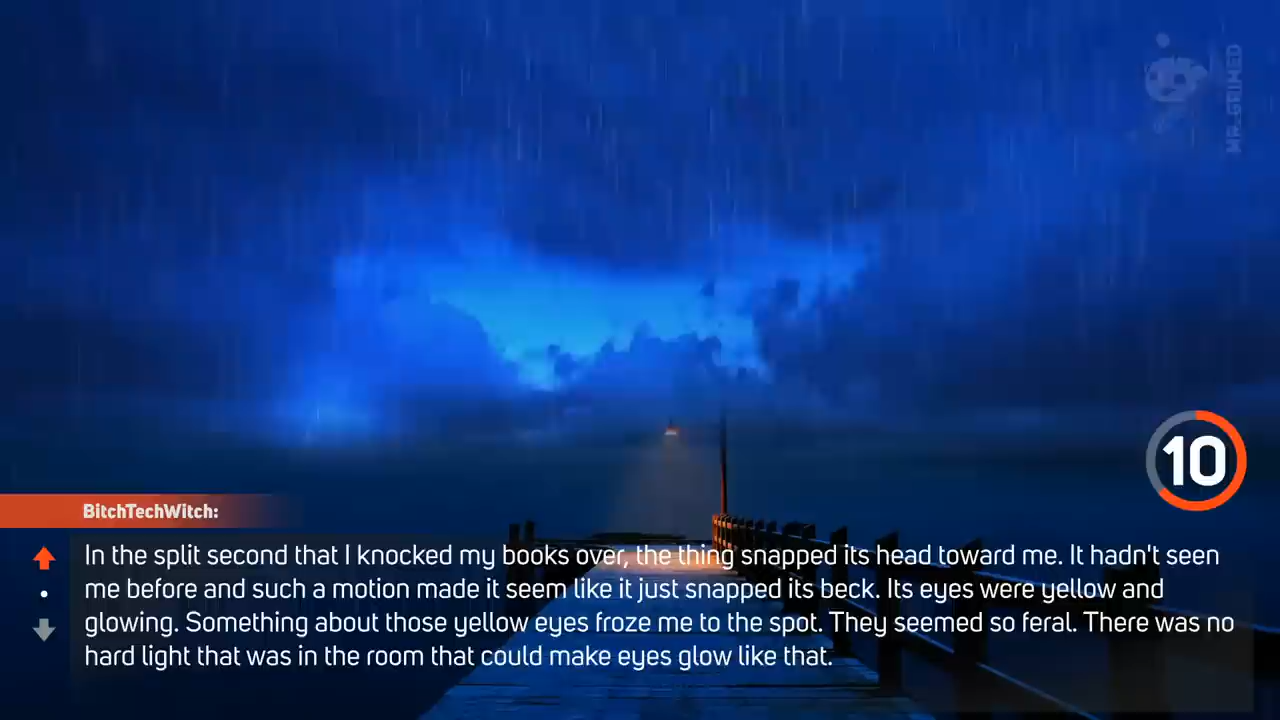 MR.GRIMED
10
BitchTechWitch:
In the split second that I knocked my books over, the thing snapped its head toward me. It hadn't seen
me before and such a motion made it seem like it just snapped its beck. Its eyes were yellow and
glowing. Something about those yellow eyes froze me to the spot. They seemed so feral. There was no
hard light that was in the room that could make eyes glow like that.